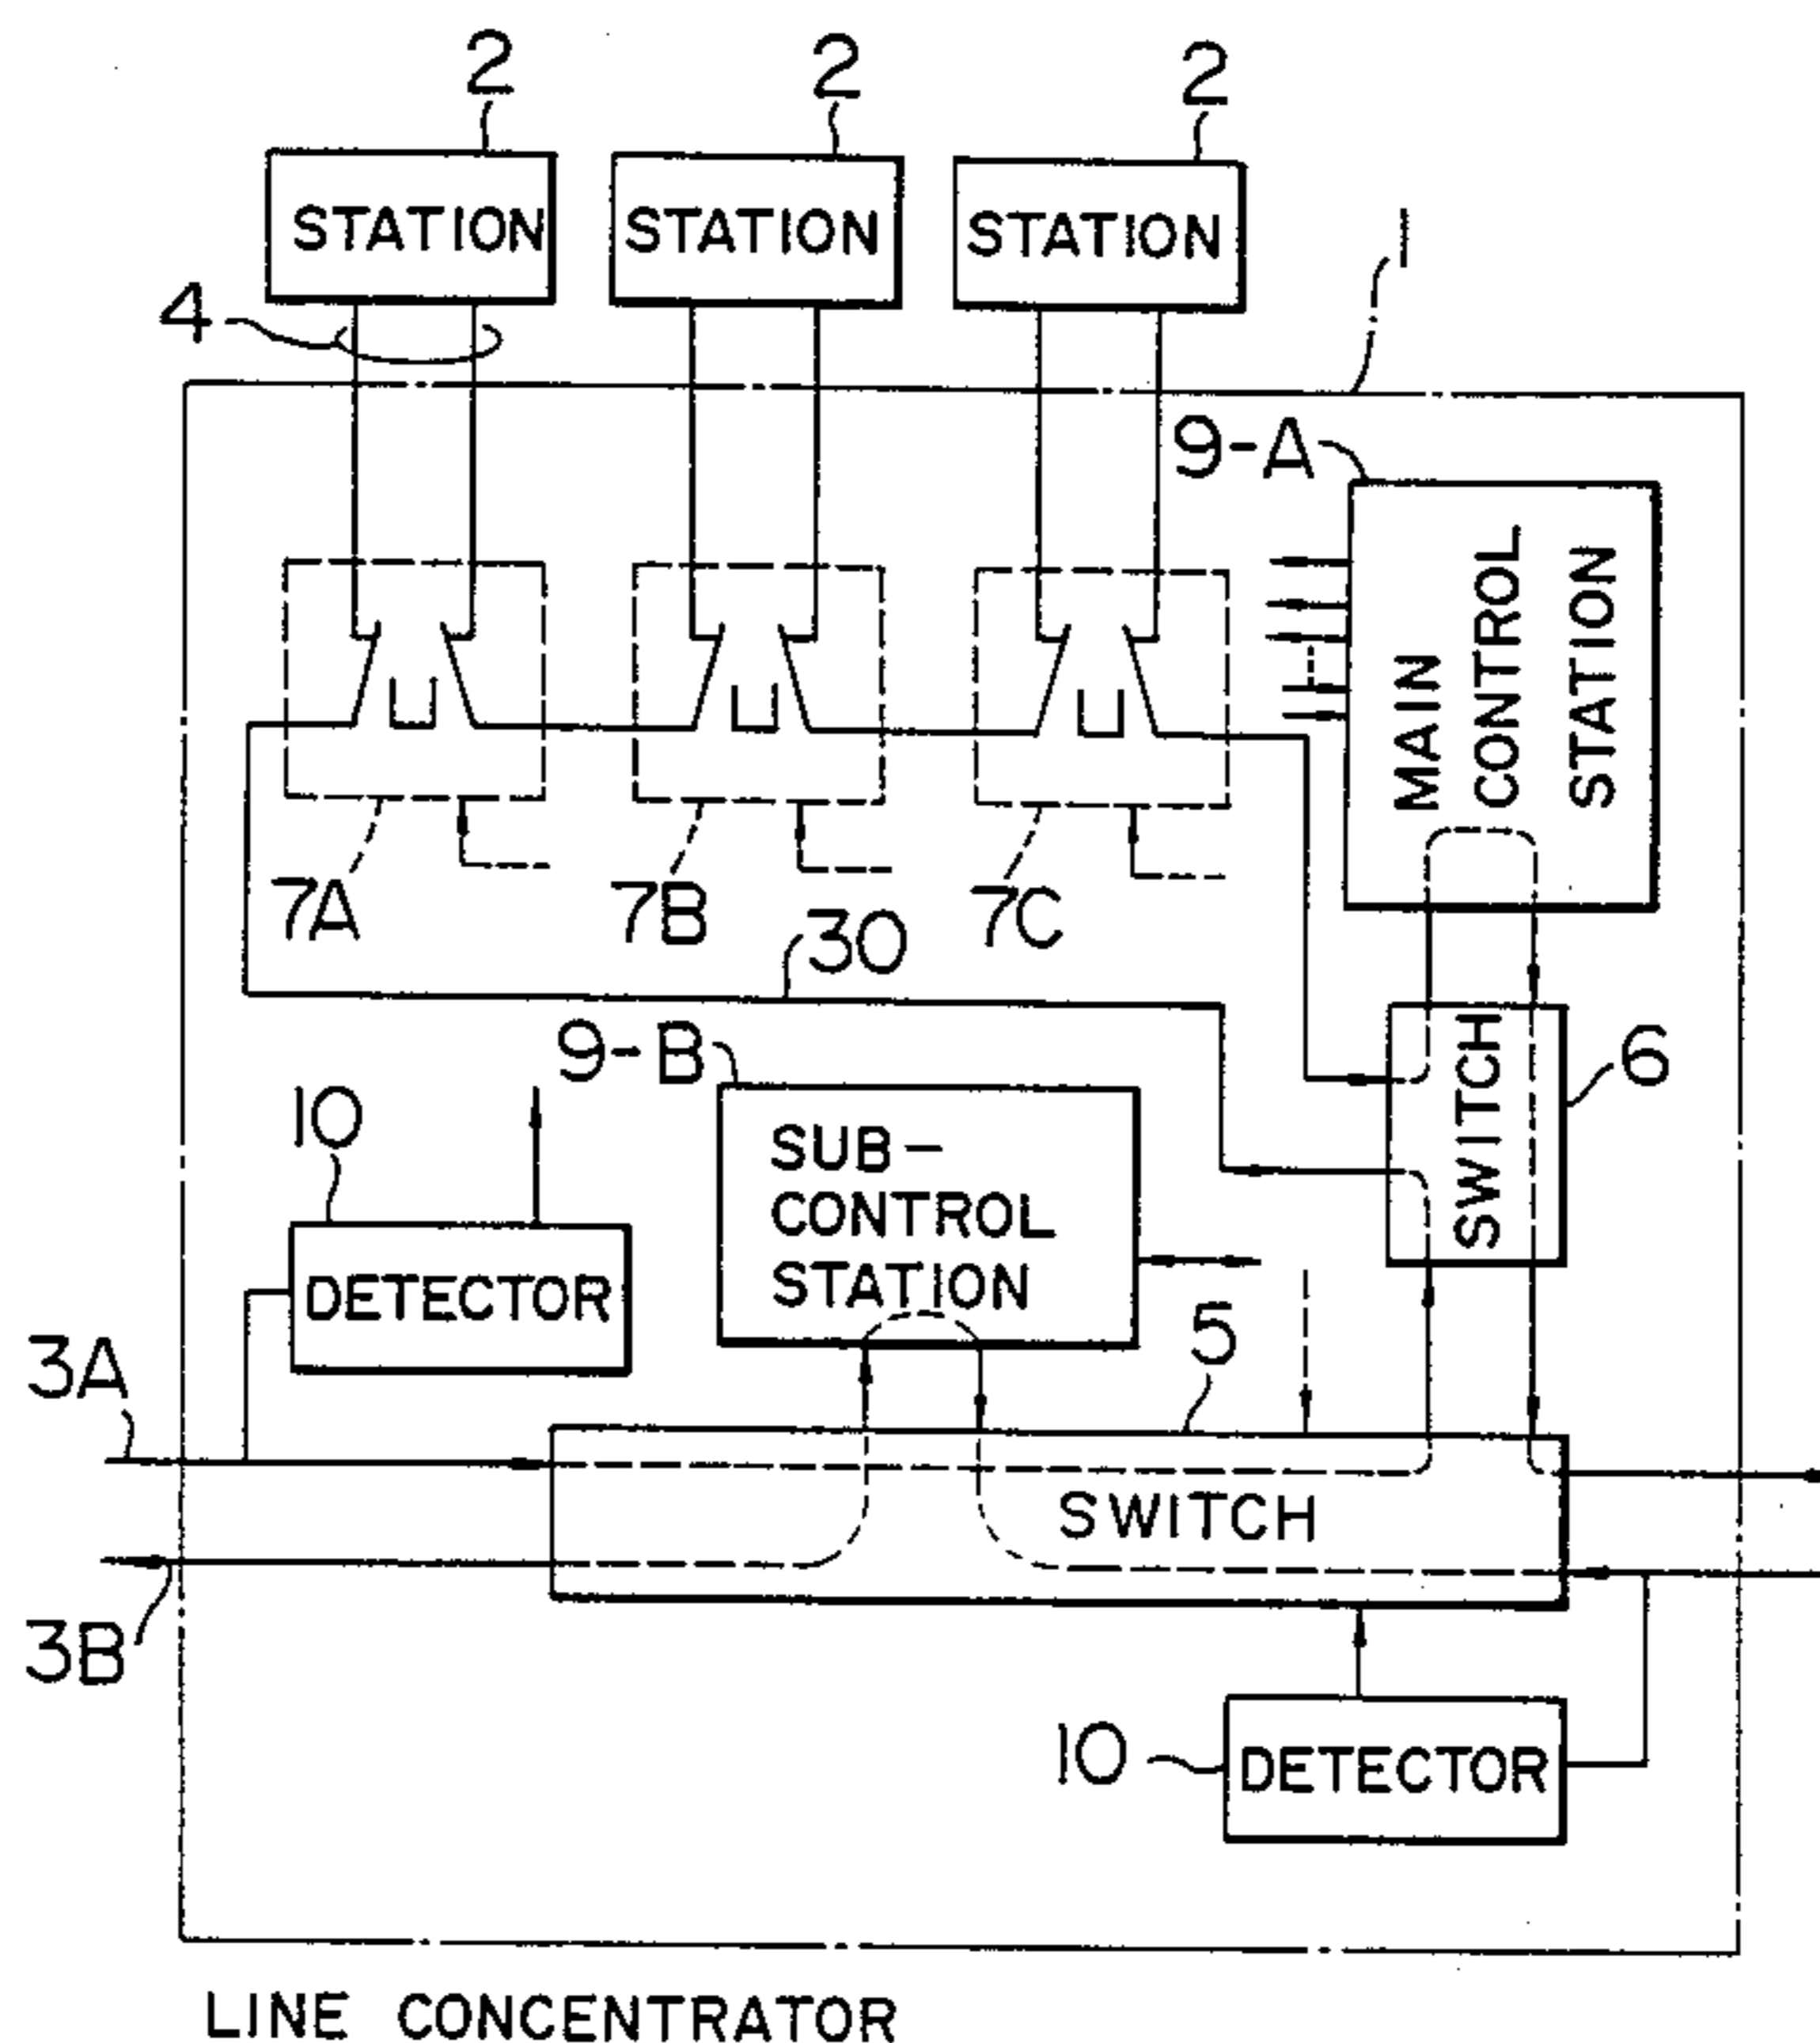 2 2 2
STATION STATION STATION
1
4
9-A
MAIN
CONTROL
STATION
7A 7B 7C
30
9-B
6
SWITCH
10
SUB-
CONTROL
STATION
DETECTOR
3A
5
SWITCH
3B
10
DETECTOR
LINE CONCENTRATOR